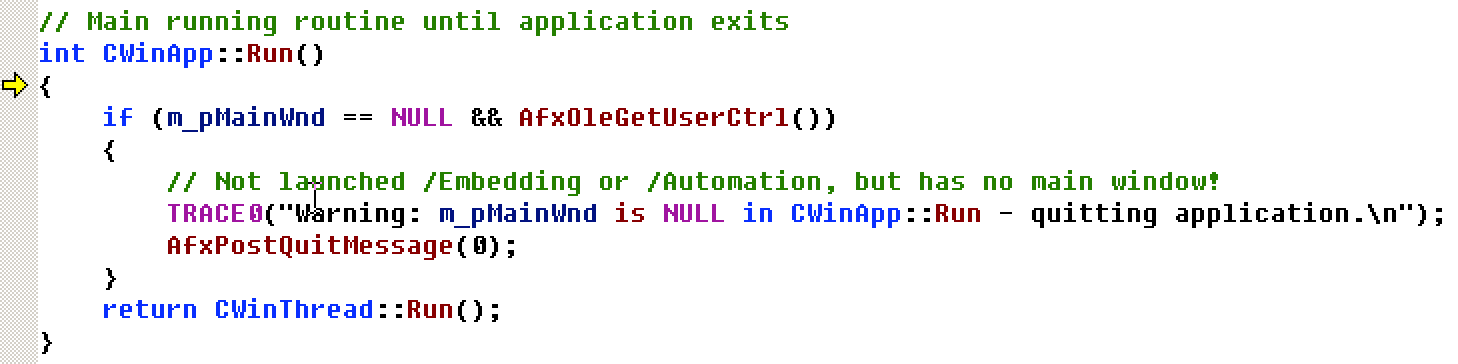 // Main running routine until application exits
int CWinApp::Run()
{
    if (m_pMainWnd == NULL && AfxOleGetUserCtrl())
    {
        // Not launched /Embedding or /Automation, but has no main window!
        TRACE0("Warning: m_pMainWnd is NULL in CWinApp::Run - quitting application.\n");
        AfxPostQuitMessage(0);
    }
    return CWinThread::Run();
}